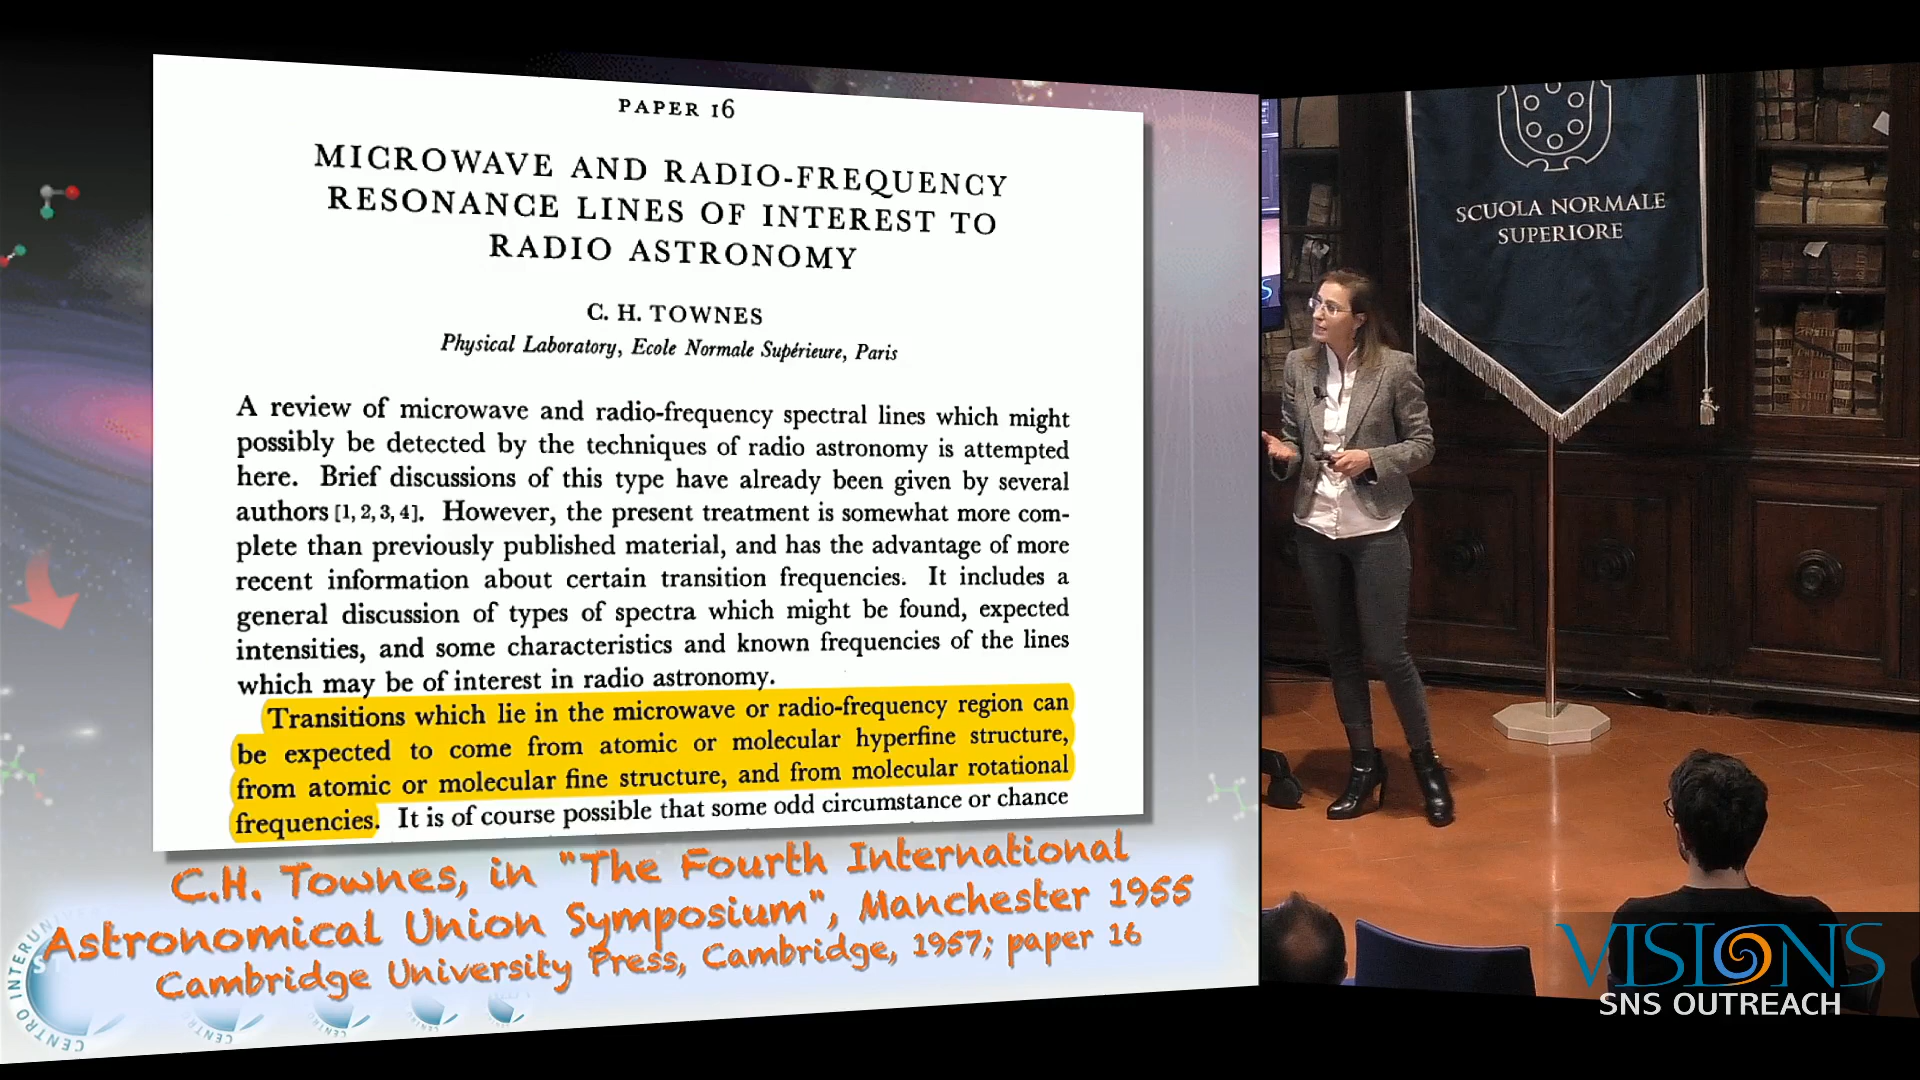 PAPER 16
MICROWAVE AND RADIO-FREQUENCY
RESONANCE LINES OF INTEREST TO
RADIO ASTRONOMY
C. H. TOWNES
Physical Laboratory, Ecole Normale Supérieure, Paris
A review of microwave and radio-frequency spectral lines which might
possibly be detected by the techniques of radio astronomy is attempted
here. Brief discussions of this type have already been given by several
authors [1, 2, 3, 4]. However, the present treatment is somewhat more com-
plete than previously published material, and has the advantage of more
recent information about certain transition frequencies. It includes a
general discussion of types of spectra which might be found, expected
intensities, and some characteristics and known frequencies of the lines
which may be of interest in radio astronomy.
Transitions which lie in the microwave or radio-frequency region can
be expected to come from atomic or molecular hyperfine structure,
from atomic or molecular fine structure, and from molecular rotational
frequencies. It is of course possible that some odd circumstance or chance
C.H. Townes, in "The Fourth International
Astronomical Union Symposium", Manchester 1955
Cambridge University Press, Cambridge, 1957; paper 16
CENTRO INTERUN
SCUOLA NORMALE
SUPERIORE
VISIONS
SNS OUTREACH